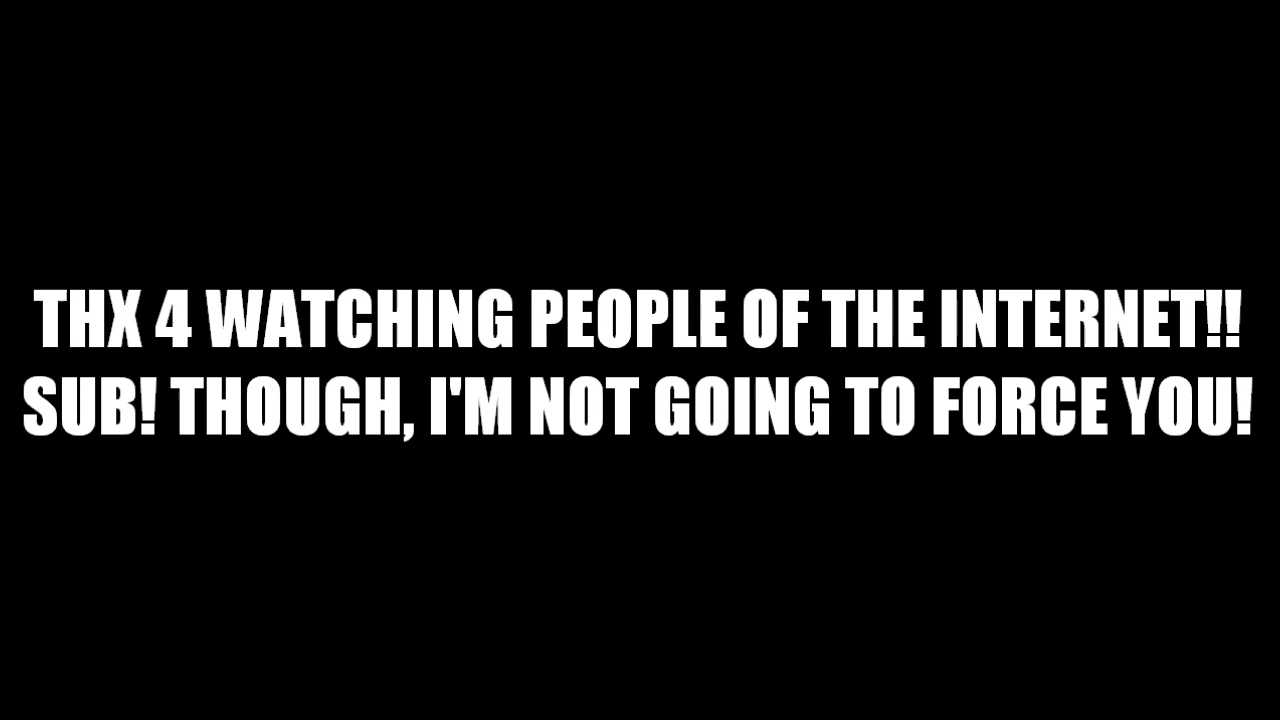 THX 4 WATCHING PEOPLE OF THE INTERNET!!
SUB! THOUGH, I'M NOT GOING TO FORCE YOU!